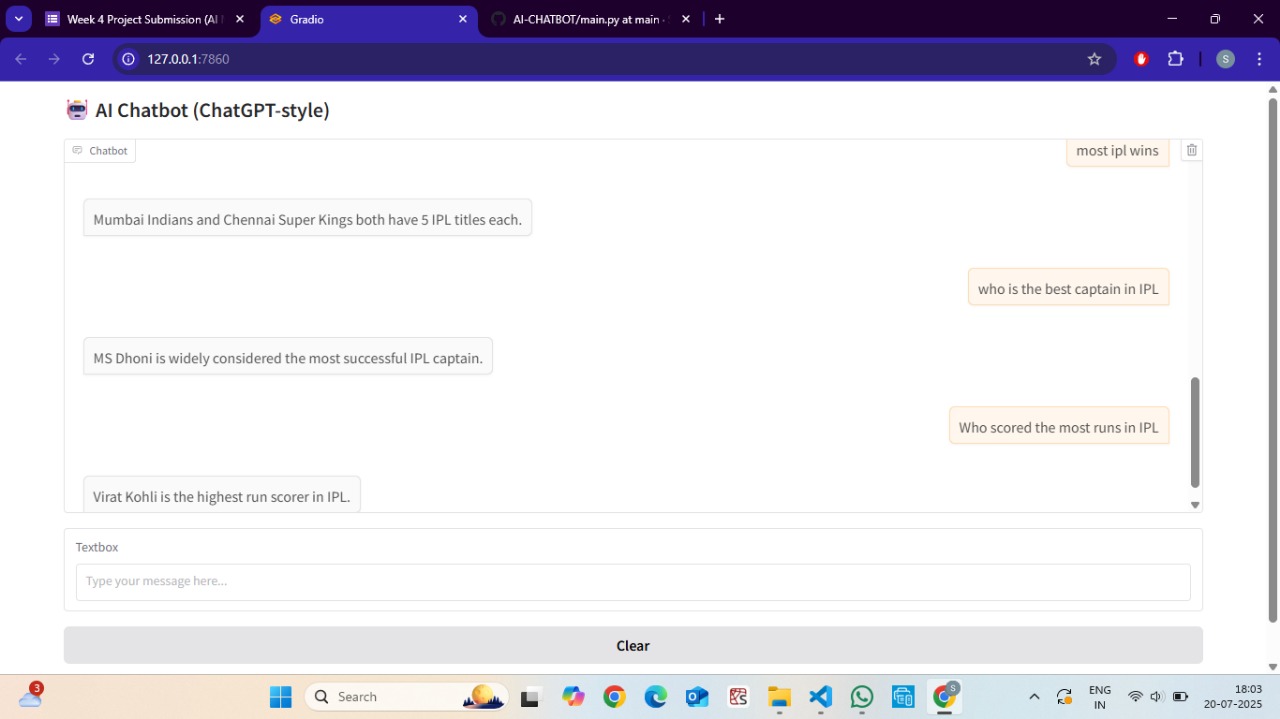 Week 4 Project Submission (AI
Gradio
AI-CHATBOT/main.py at main ·
127.0.0.1:7860
S
AI Chatbot (ChatGPT-style)
Chatbot
most ipl wins
Mumbai Indians and Chennai Super Kings both have 5 IPL titles each.
who is the best captain in IPL
MS Dhoni is widely considered the most successful IPL captain.
Who scored the most runs in IPL
Virat Kohli is the highest run scorer in IPL.
Textbox
Type your message here...
Clear
3
Search
S
ENG
IN
18:03
20-07-2025